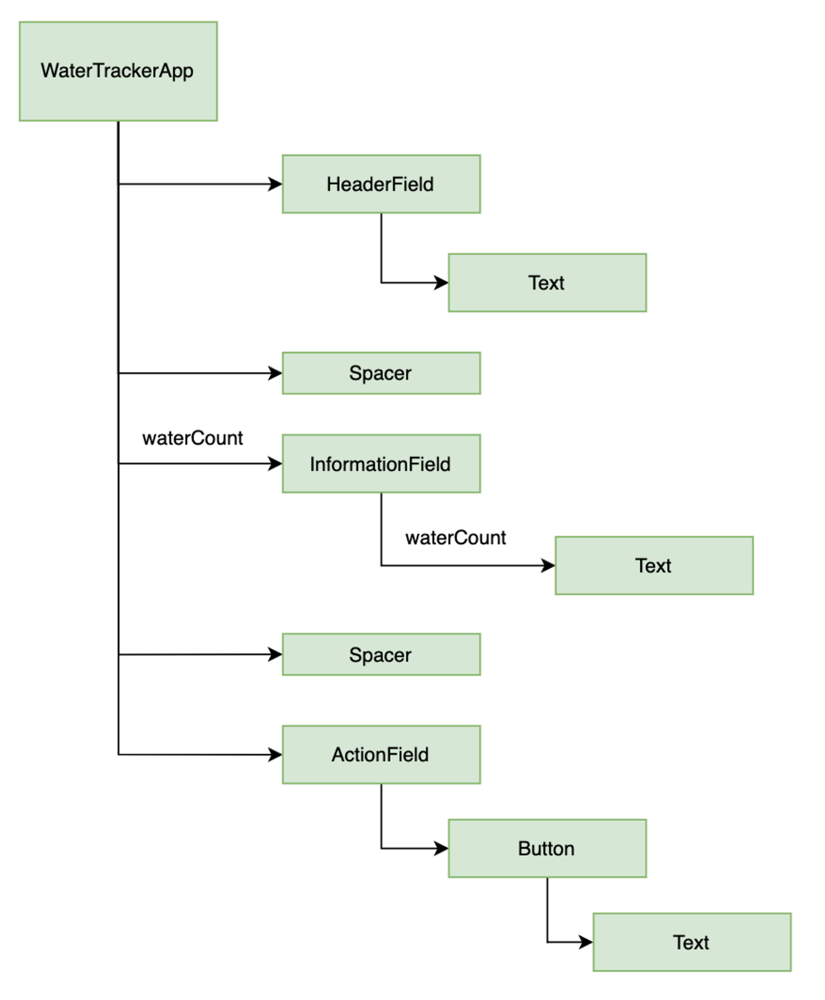 WaterTrackerApp
HeaderField
Text
Spacer
waterCount
InformationField
waterCount
Text
Spacer
ActionField
Button
Text